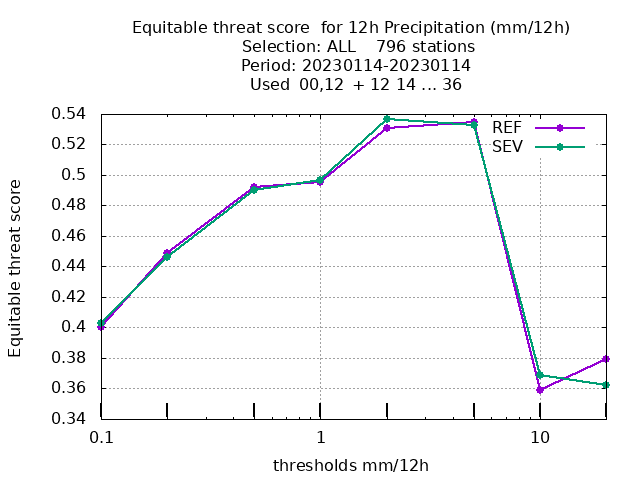 Equitable threat score  for 12h Precipitation (mm/12h)
Selection: ALL    796 stations
Period: 20230114-20230114
Used  00,12  + 12 14 ... 36
0.54
0.52
0.5
0.48
0.46
0.44
0.42
0.4
0.38
0.36
0.34
Equitable threat score
REF
SEV
0.1
1
10
thresholds mm/12h